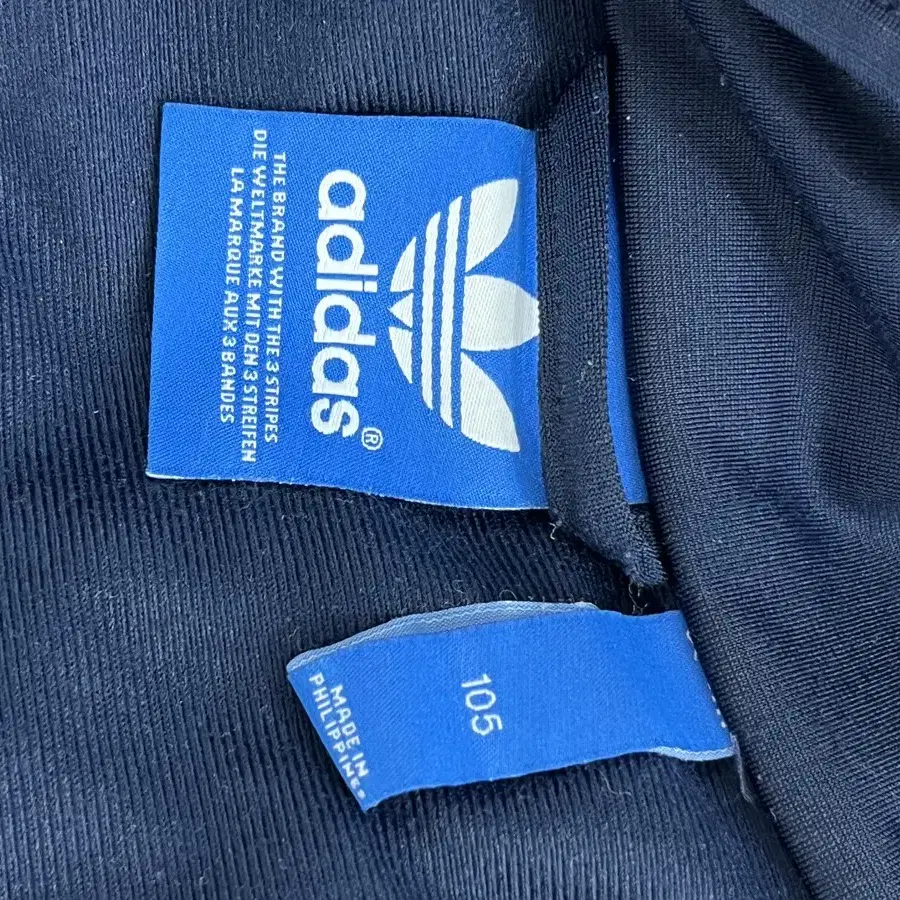 adidas®
THE BRAND WITH THE 3 STRIPES
DIE WELTMARKE MIT DEN 3 STREIFEN
LA MARQUE AUX 3 BANDES
105
MADE IN
PHILIPPINES